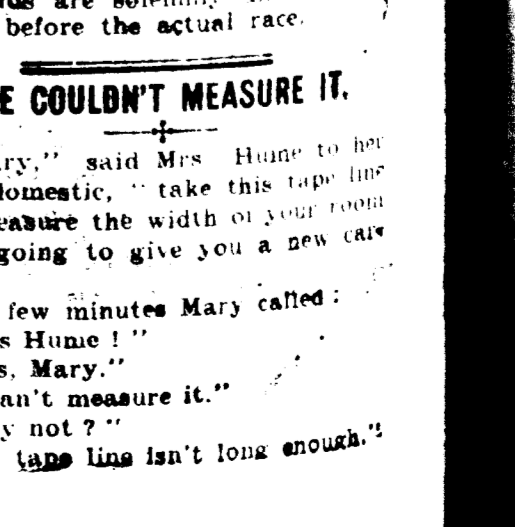 are
before the actual race.
E COULDN'T MEASURE IT.
ry," said Mrs Hume to her
domestic, " take this tape line
easure the width of your room
going to give you a new car
few minutes Mary called :
s Hume ! "
s, Mary."
an't measure it."
y not ? "
tape line isn't long enough."